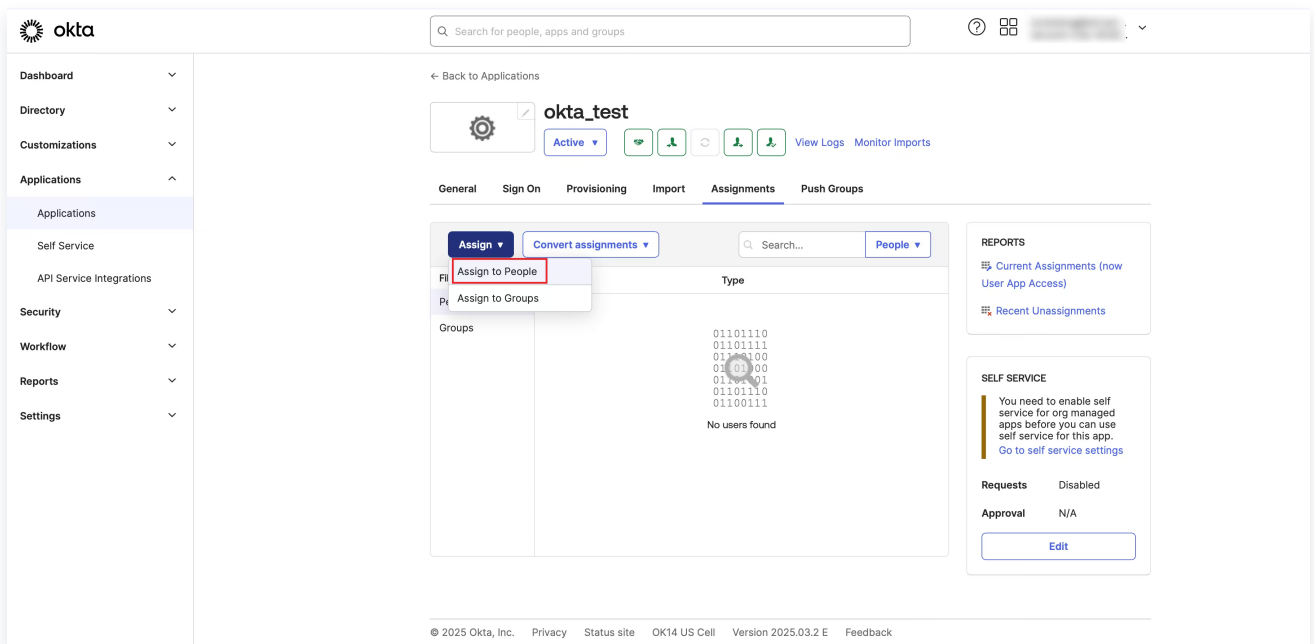 okta
Search for people, apps and groups
Dashboard
Directory
Customizations
Applications
Applications
Self Service
API Service Integrations
Security
Workflow
Reports
Settings
← Back to Applications
okta_test
Active ▼
View Logs Monitor Imports
General Sign On Provisioning Import Assignments Push Groups
Assign ▼ Convert assignments ▼ Search... People ▼
Assign to People
Assign to Groups
Type
Groups
01101110
01101111
01101110
No users found
01100111
REPORTS
Current Assignments (now
User App Access)
Recent Unassignments
SELF SERVICE
You need to enable self
service for org managed
apps before you can use
self service for this app.
Go to self service settings
Requests Disabled
Approval N/A
Edit
© 2025 Okta, Inc. Privacy Status site OK14 US Cell Version 2025.03.2 E Feedback